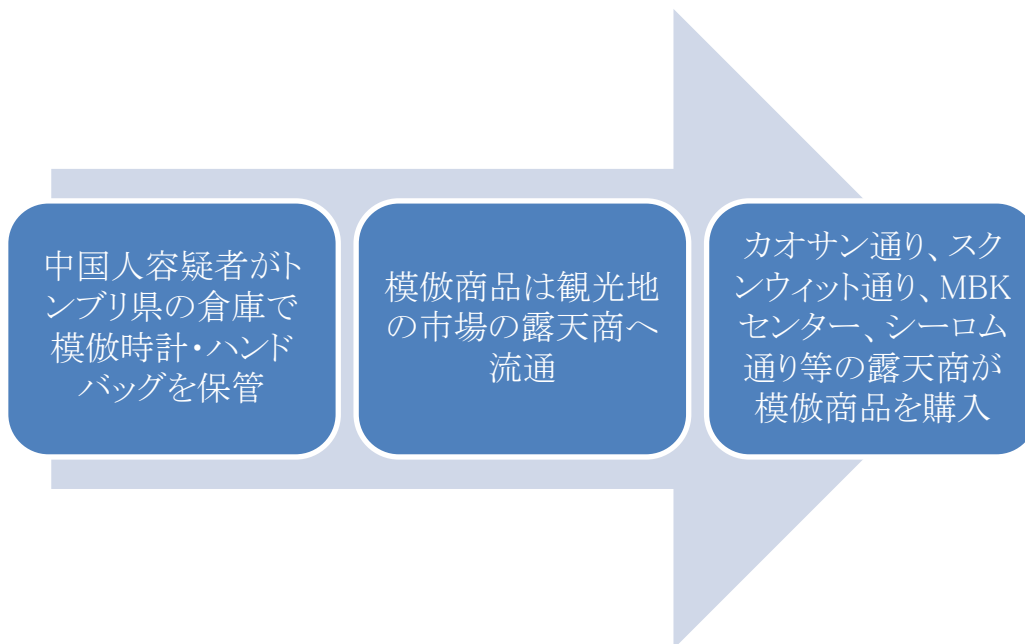 中国人容疑者がト
ンブリ県の倉庫で
模倣時計・ハンド
バッグを保管
模倣商品は観光地
の市場の露天商へ
流通
カオサン通り、スク
ンウィット通り、MBK
センター、シーロム
通り等の露天商が
模倣商品を購入